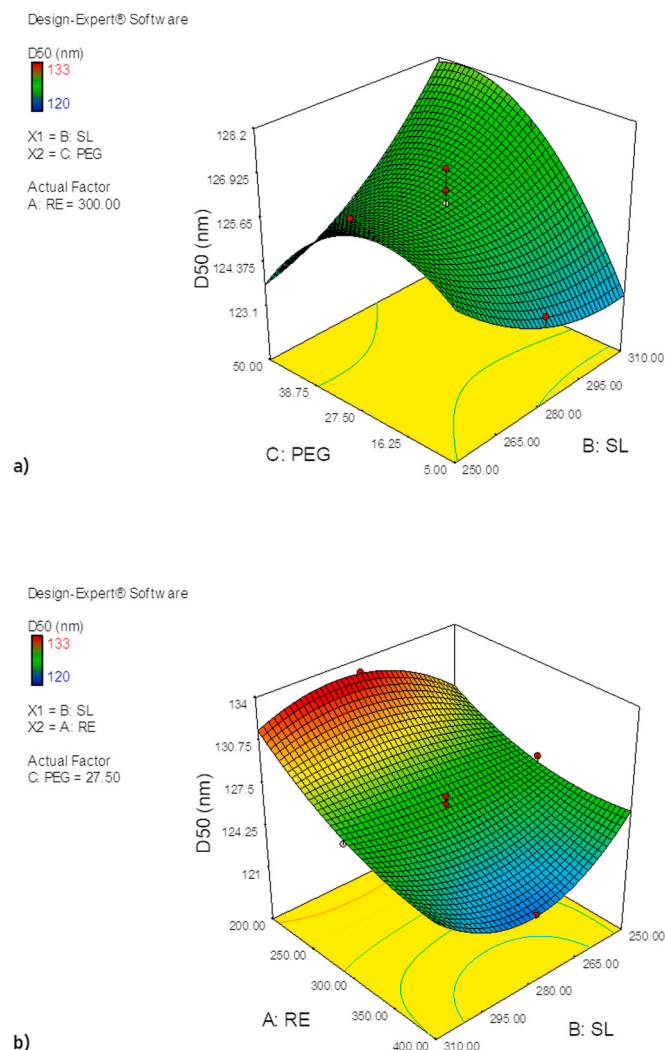 Design-Expert® Software
D50 (nm)
133
120
X1 = B: SL
X2 = C: PEG
Actual Factor
A: RE = 300.00
128.2
126.925
125.65
124.375
123.1
D50 (nm)
50.00
38.75
27.50
16.25
5.00
250.00
265.00
280.00
295.00
310.00
C: PEG
B: SL
a)
Design-Expert® Software
D50 (nm)
133
120
X1 = B: SL
X2 = A: RE
Actual Factor
C: PEG = 27.50
134
130.75
127.5
124.25
121
D50 (nm)
200.00
250.00
300.00
350.00
400.00
310.00
295.00
280.00
265.00
250.00
A: RE
B: SL
b)